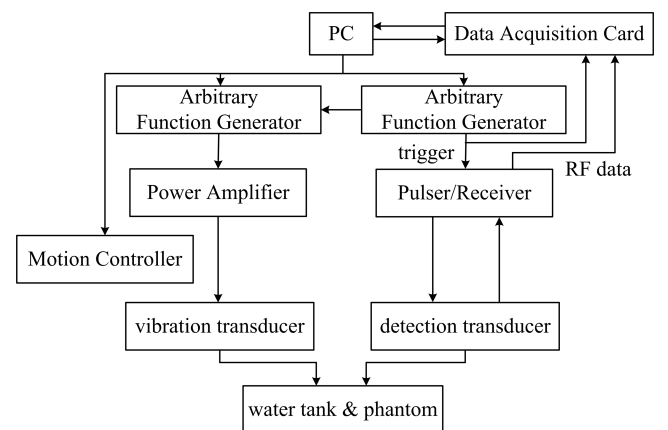 PC
Data Acquisition Card
Arbitrary
Function Generator
Arbitrary
Function Generator
trigger
RF data
Power Amplifier
Pulser/Receiver
Motion Controller
vibration transducer
detection transducer
water tank & phantom